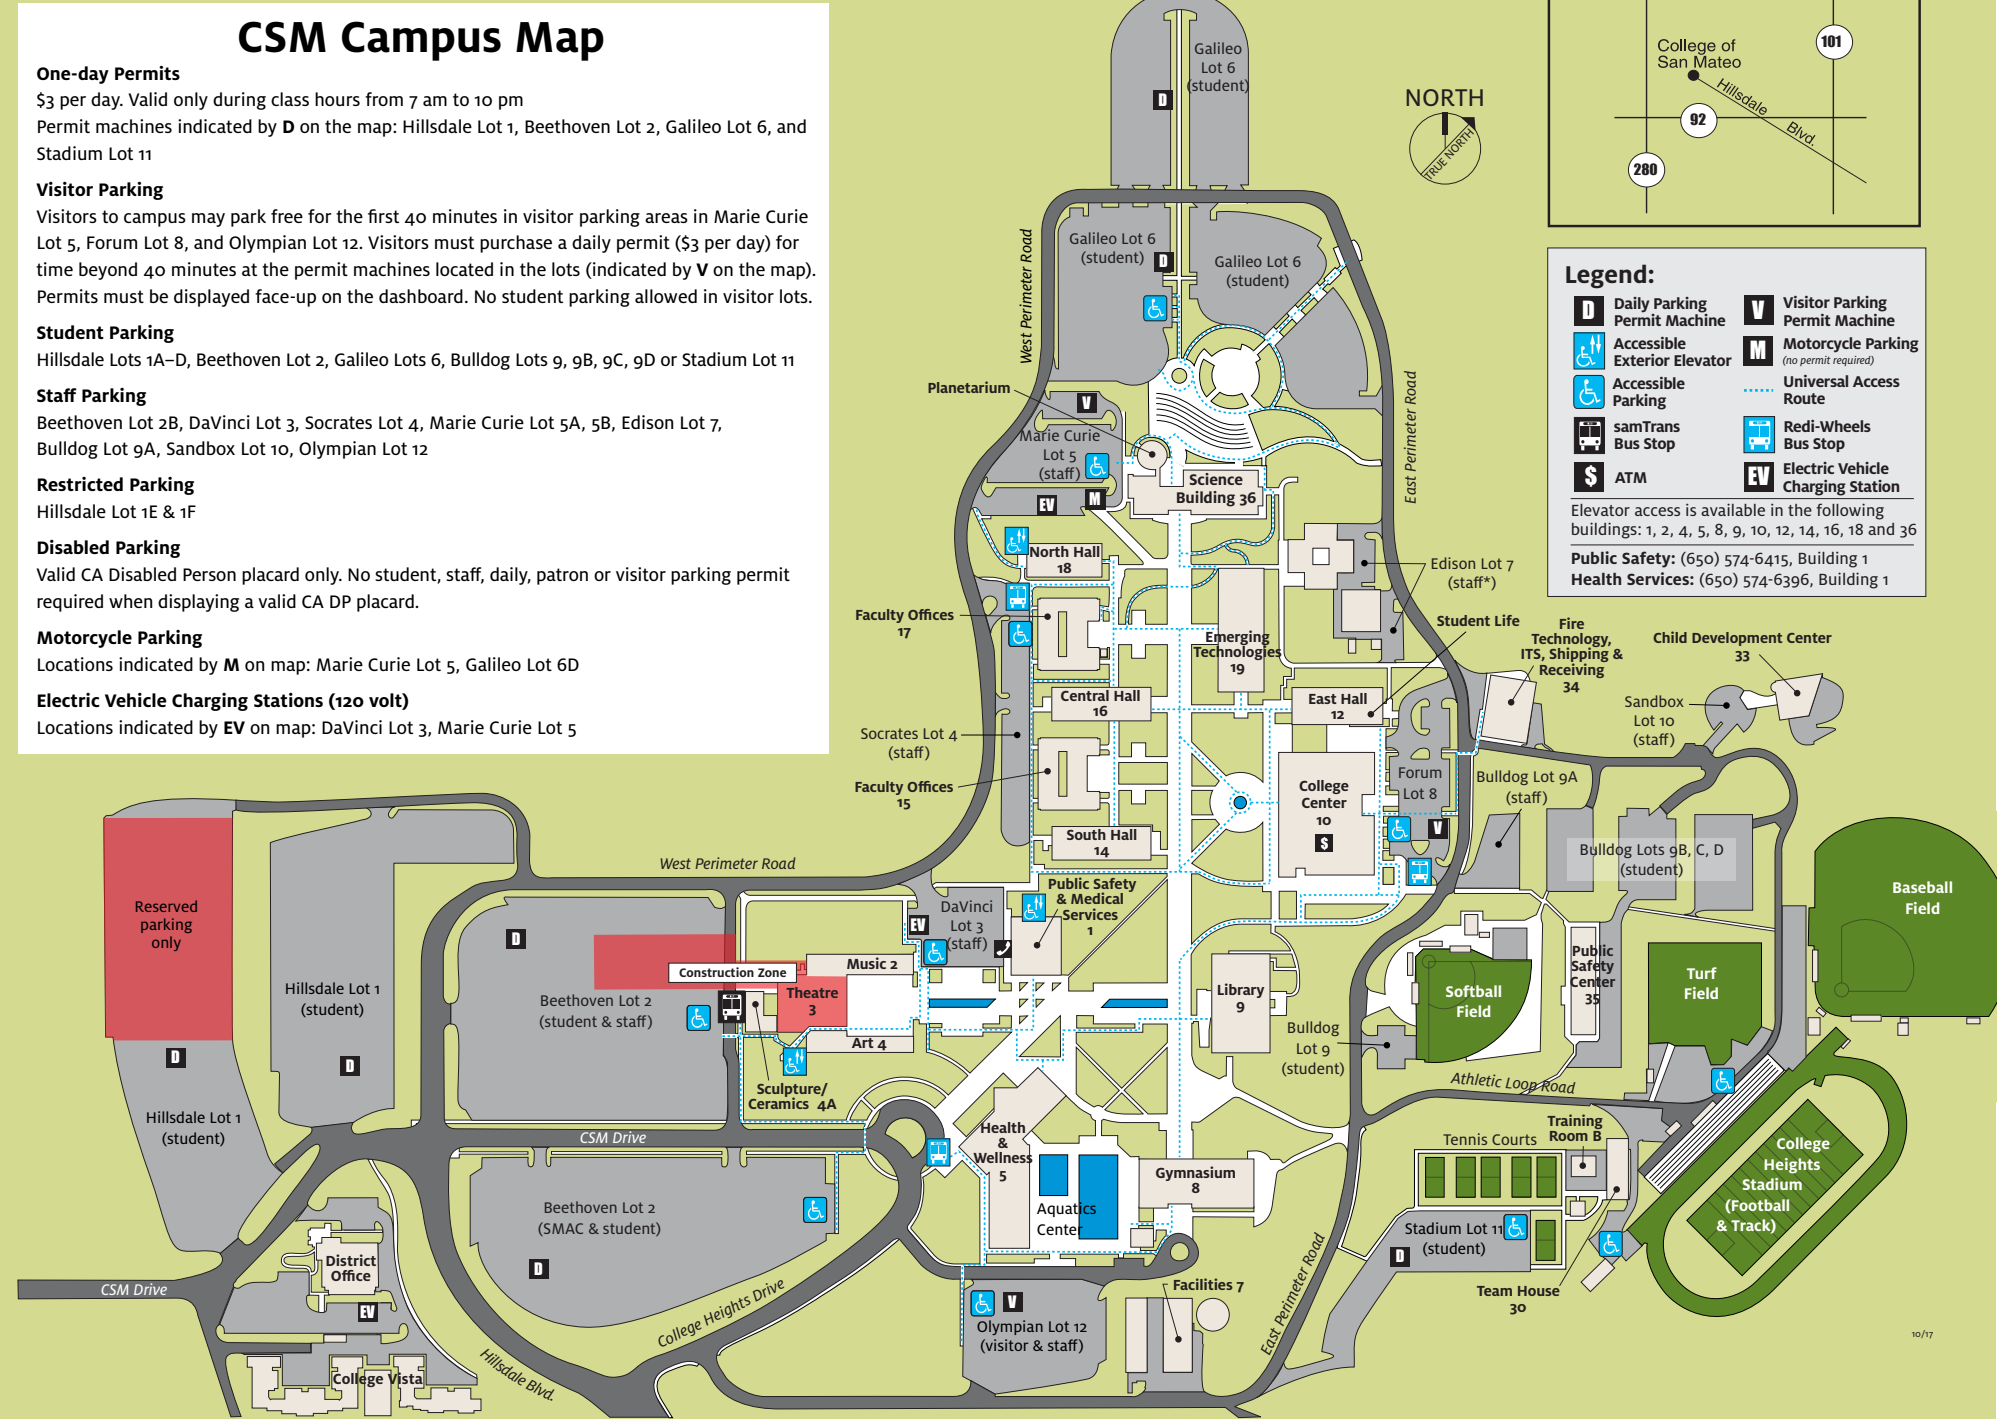 CSM Campus Map
One-day Permits
$3 per day. Valid only during class hours from 7 am to 10 pm
Permit machines indicated by D on the map: Hillsdale Lot 1, Beethoven Lot 2, Galileo Lot 6, and
Stadium Lot 11
Visitor Parking
Visitors to campus may park free for the first 40 minutes in visitor parking areas in Marie Curie
Lot 5, Forum Lot 8, and Olympian Lot 12. Visitors must purchase a daily permit ($3 per day) for
time beyond 40 minutes at the permit machines located in the lots (indicated by V on the map).
Permits must be displayed face-up on the dashboard. No student parking allowed in visitor lots.
Student Parking
Hillsdale Lots 1A–D, Beethoven Lot 2, Galileo Lots 6, Bulldog Lots 9, 9B, 9C, 9D or Stadium Lot 11
Staff Parking
Beethoven Lot 2B, DaVinci Lot 3, Socrates Lot 4, Marie Curie Lot 5A, 5B, Edison Lot 7,
Bulldog Lot 9A, Sandbox Lot 10, Olympian Lot 12
Restricted Parking
Hillsdale Lot 1E & 1F
Disabled Parking
Valid CA Disabled Person placard only. No student, staff, daily, patron or visitor parking permit
required when displaying a valid CA DP placard.
Motorcycle Parking
Locations indicated by M on map: Marie Curie Lot 5, Galileo Lot 6D
Electric Vehicle Charging Stations (120 volt)
Locations indicated by EV on map: DaVinci Lot 3, Marie Curie Lot 5
Galileo
Lot 6
(student)
D
NORTH
TRUE NORTH
College of
San Mateo
101
Hillsdale
Blvd.
92
280
Legend:
D
Daily Parking
Permit Machine
V
Visitor Parking
Permit Machine
Accessible
Exterior Elevator
M
Motorcycle Parking
(no permit required)
Accessible
Parking
Universal Access
Route
samTrans
Bus Stop
Redi-Wheels
Bus Stop
$
ATM
EV
Electric Vehicle
Charging Station
Elevator access is available in the following
buildings: 1, 2, 4, 5, 8, 9, 10, 12, 14, 16, 18 and 36
Public Safety: (650) 574-6415, Building 1
Health Services: (650) 574-6396, Building 1
West Perimeter Road
Galileo Lot 6
(student)
D
Galileo Lot 6
(student)
East Perimeter Road
Planetarium
V
Marie Curie
Lot 5
(staff)
EV
M
Science
Building 36
North Hall
18
Edison Lot 7
(staff*)
Faculty Offices
17
Emerging
Technologies
19
Student Life
Fire
Technology,
ITS, Shipping &
Receiving
34
Child Development Center
33
Central Hall
16
East Hall
12
Sandbox
Lot 10
(staff)
Socrates Lot 4
(staff)
Faculty Offices
15
College
Center
10
$
Forum
Lot 8
V
Bulldog Lot 9A
(staff)
Bulldog Lots 9B, C, D
(student)
South Hall
14
West Perimeter Road
Public Safety
& Medical
Services
1
DaVinci
Lot 3
(staff)
EV
Baseball
Field
Reserved
parking
only
D
Hillsdale Lot 1
(student)
D
D
Hillsdale Lot 1
(student)
D
Beethoven Lot 2
(student & staff)
Construction Zone
Music 2
Theatre
3
Art 4
Sculpture/
Ceramics 4A
Library
9
Softball
Field
Public
Safety
Center
35
Turf
Field
Bulldog
Lot 9
(student)
Athletic Loop Road
CSM Drive
Health
&
Wellness
5
Aquatics
Center
Gymnasium
8
Tennis Courts
Training
Room B
College
Heights
Stadium
(Football
& Track)
Beethoven Lot 2
(SMAC & student)
D
Stadium Lot 11
(student)
D
Team House
30
District
Office
EV
CSM Drive
College Heights Drive
Hillsdale Blvd.
College Vista
V
Olympian Lot 12
(visitor & staff)
Facilities 7
East Perimeter Road
10/17